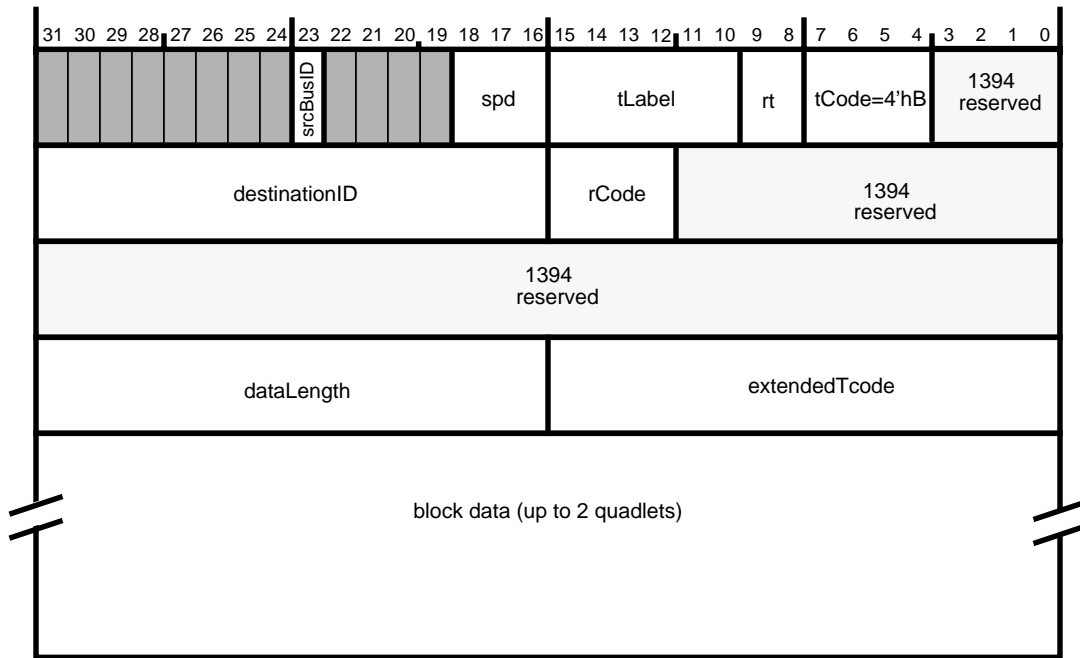 31 30 29 28 27 26 25 24 23 22 21 20 19 18 17 16 15 14 13 12 11 10 9 8 7 6 5 4 3 2 1 0
srcBusID
spd
tLabel
rt
tCode=4'hB
1394
reserved
destinationID
rCode
1394
reserved
1394
reserved
dataLength
extendedTcode
block data (up to 2 quadlets)